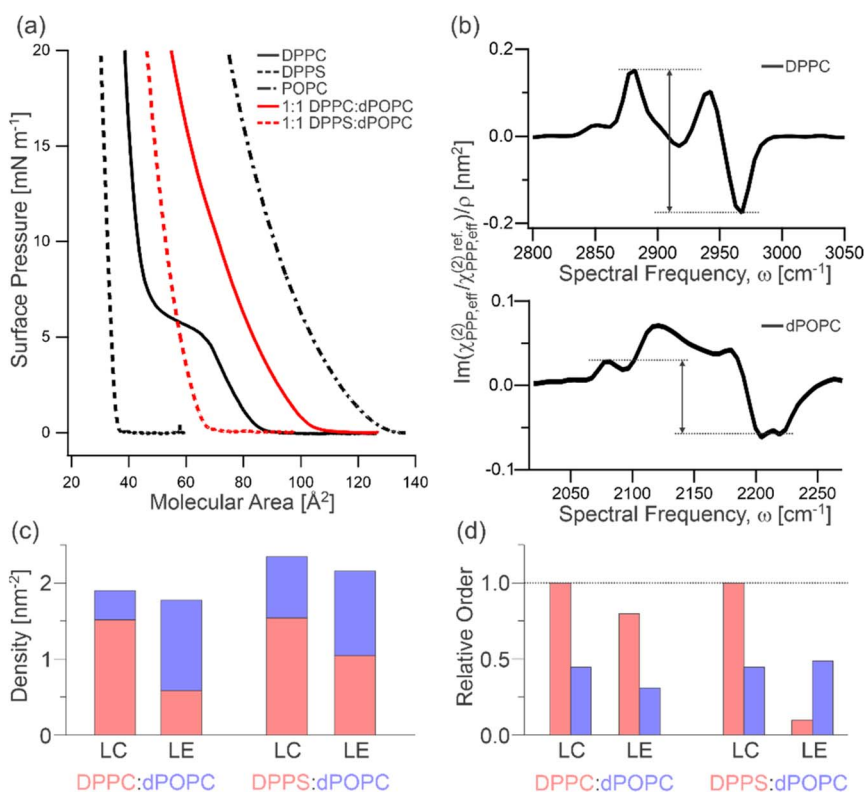 (a)
20
15
10
5
0
Surface Pressure [mN m⁻¹]
20 40 60 80 100 120 140
Molecular Area [Å²]
DPPC
DPPS
POPC
1:1 DPPC:dPOPC
1:1 DPPS:dPOPC
(b)
Im(χ⁽²⁾PPP,eff/χ⁽²⁾ ref.PPP,eff)/ρ [nm²]
0.2
0.0
-0.2
DPPC
2800 2850 2900 2950 3000 3050
Spectral Frequency, ω [cm⁻¹]
0.1
0.0
-0.1
dPOPC
2050 2100 2150 2200 2250
Spectral Frequency, ω [cm⁻¹]
(c)
Density [nm⁻²]
2
1
0
LC LE LC LE
DPPC:dPOPC DPPS:dPOPC
(d)
Relative Order
1.0
0.5
0.0
LC LE LC LE
DPPC:dPOPC DPPS:dPOPC